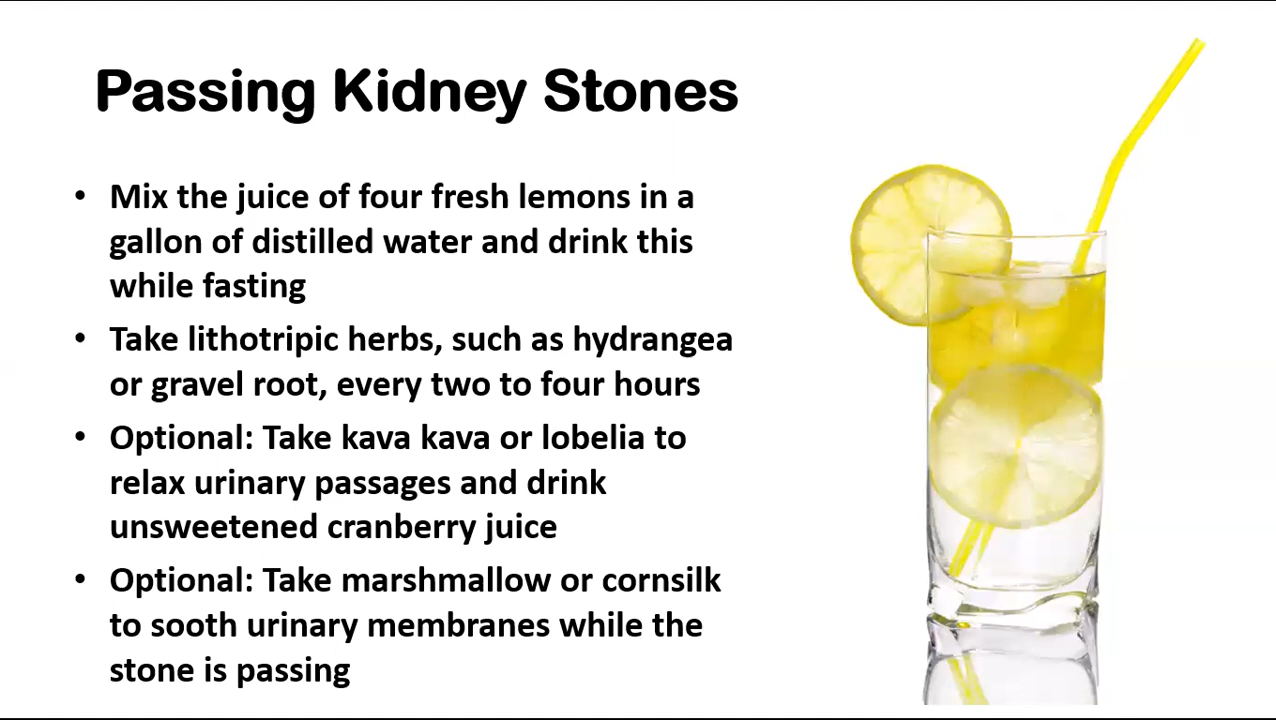 Passing Kidney Stones
• Mix the juice of four fresh lemons in a
gallon of distilled water and drink this
while fasting
• Take lithotripic herbs, such as hydrangea
or gravel root, every two to four hours
• Optional: Take kava kava or lobelia to
relax urinary passages and drink
unsweetened cranberry juice
• Optional: Take marshmallow or cornsilk
to sooth urinary membranes while the
stone is passing